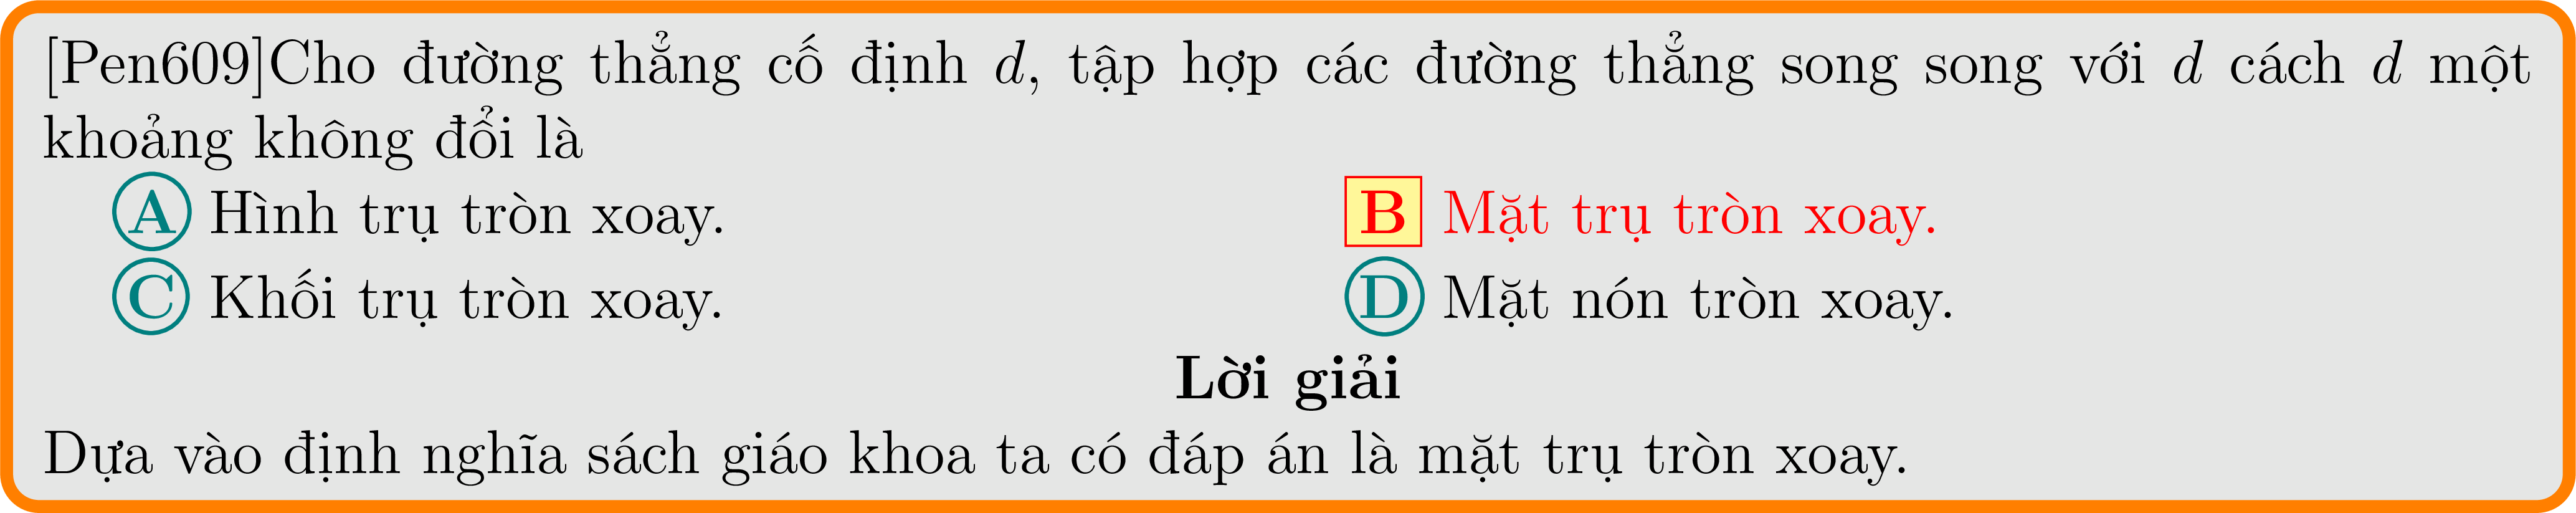 [Pen609]Cho đường thẳng cố định d, tập hợp các đường thẳng song song với d cách d một
khoảng không đổi là
A Hình trụ tròn xoay. B Mặt trụ tròn xoay.
C Khối trụ tròn xoay. D Mặt nón tròn xoay.
Lời giải
Dựa vào định nghĩa sách giáo khoa ta có đáp án là mặt trụ tròn xoay.